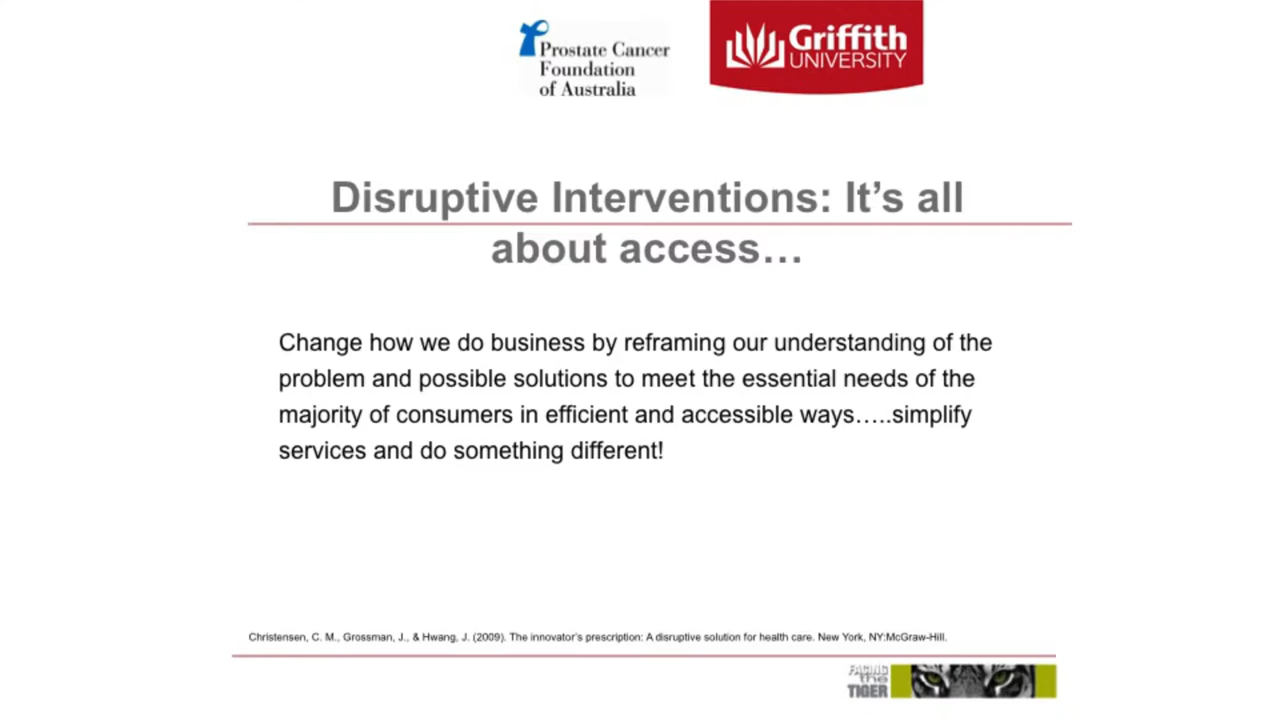 Prostate Cancer
Foundation
of Australia
Griffith
UNIVERSITY
Disruptive Interventions: It’s all
about access…
Change how we do business by reframing our understanding of the
problem and possible solutions to meet the essential needs of the
majority of consumers in efficient and accessible ways…..simplify
services and do something different!
Christensen, C. M., Grossman, J., & Hwang, J. (2009). The innovator’s prescription: A disruptive solution for health care. New York, NY:McGraw-Hill.
FACING
the
TIGER